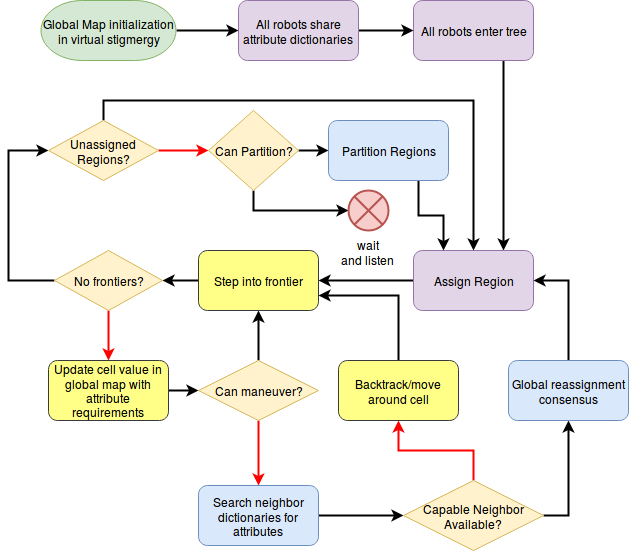 Global Map initialization
in virtual stigmergy
All robots share
attribute dictionaries
All robots enter tree
Unassigned
Regions?
Can Partition?
Partition Regions
wait
and listen
No frontiers?
Step into frontier
Assign Region
Update cell value in
global map with
attribute
requirements
Can maneuver?
Backtrack/move
around cell
Global reassignment
consensus
Search neighbor
dictionaries for
attributes
Capable Neighbor
Available?